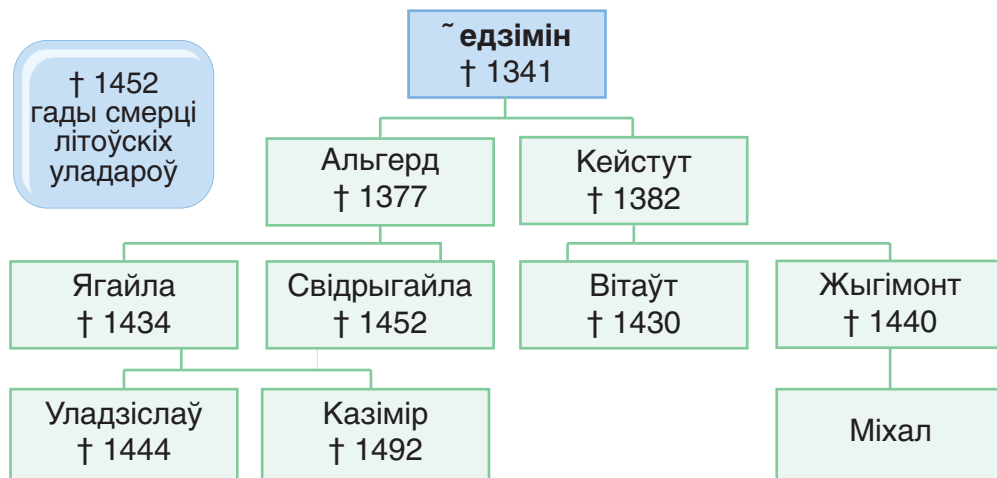 † 1452
гады смерці
літоўскіх
уладароў
˜едзімін
† 1341
Альгерд
† 1377
Кейстут
† 1382
Ягайла
† 1434
Свідрыгайла
† 1452
Вітаўт
† 1430
Жыгімонт
† 1440
Уладзіслаў
† 1444
Казімір
† 1492
Міхал